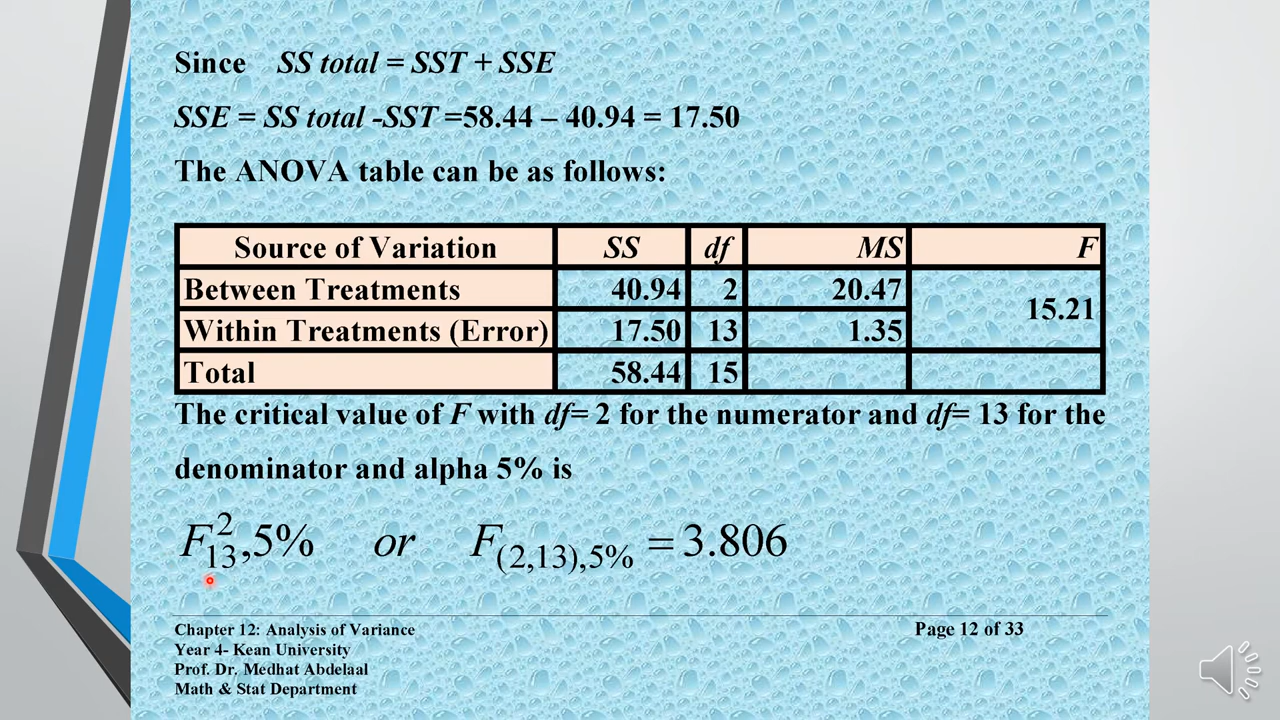 Since SS total = SST + SSE
SSE = SS total -SST =58.44 – 40.94 = 17.50
The ANOVA table can be as follows:
Source of Variation SS df MS F
Between Treatments 40.94 2 20.47 15.21
Within Treatments (Error) 17.50 13 1.35
Total 58.44 15
The critical value of F with df= 2 for the numerator and df= 13 for the
denominator and alpha 5% is
F²₁₃,5% or F(2,13),5% = 3.806
Chapter 12: Analysis of Variance Page 12 of 33
Year 4- Kean University
Prof. Dr. Medhat Abdelaal
Math & Stat Department